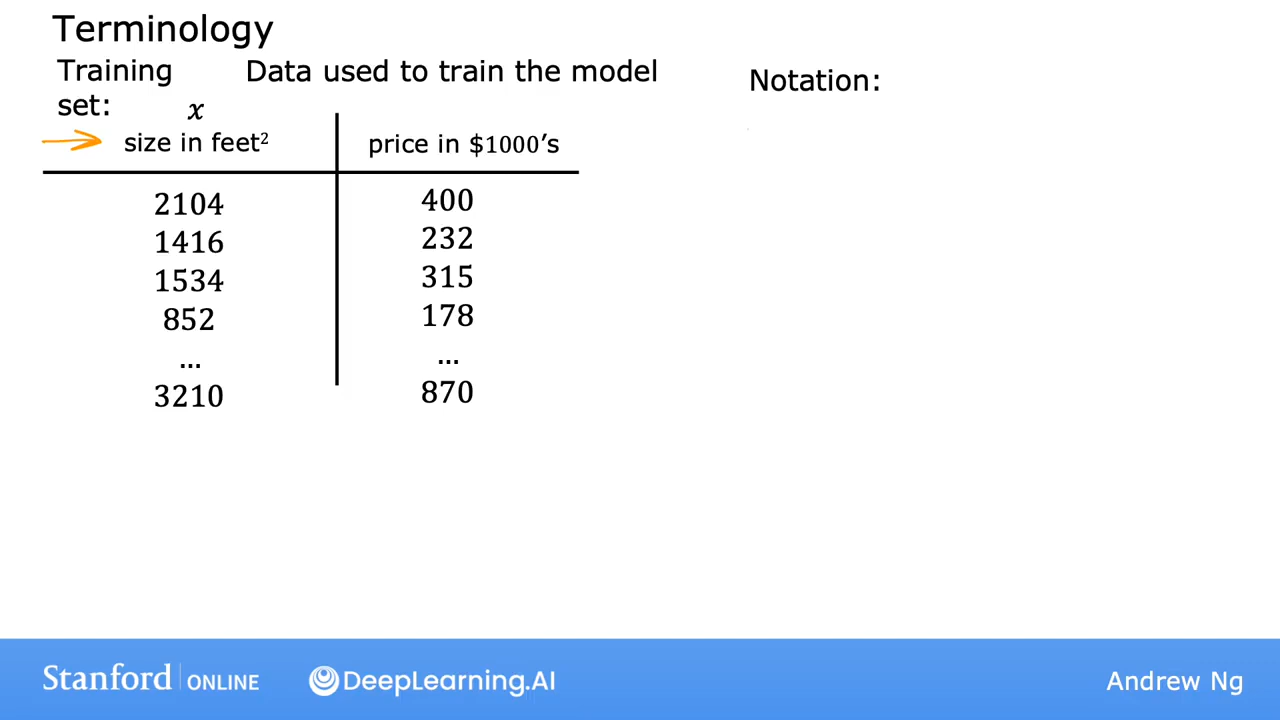 Terminology
Training set: Data used to train the model
Notation:
x
size in feet² price in $1000's
2104 400
1416 232
1534 315
852 178
... ...
3210 870
Stanford ONLINE DeepLearning.AI Andrew Ng